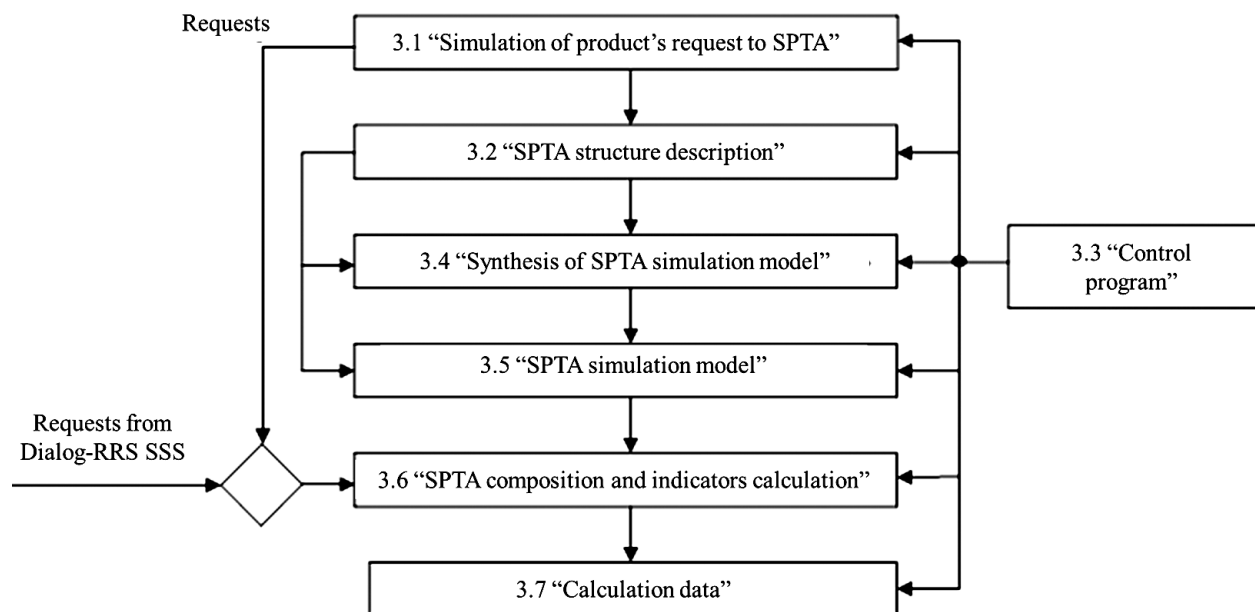 Requests
3.1 “Simulation of product’s request to SPTA”
3.2 “SPTA structure description”
3.4 “Synthesis of SPTA simulation model”
3.3 “Control
program”
3.5 “SPTA simulation model”
Requests from
Dialog-RRS SSS
3.6 “SPTA composition and indicators calculation”
3.7 “Calculation data”